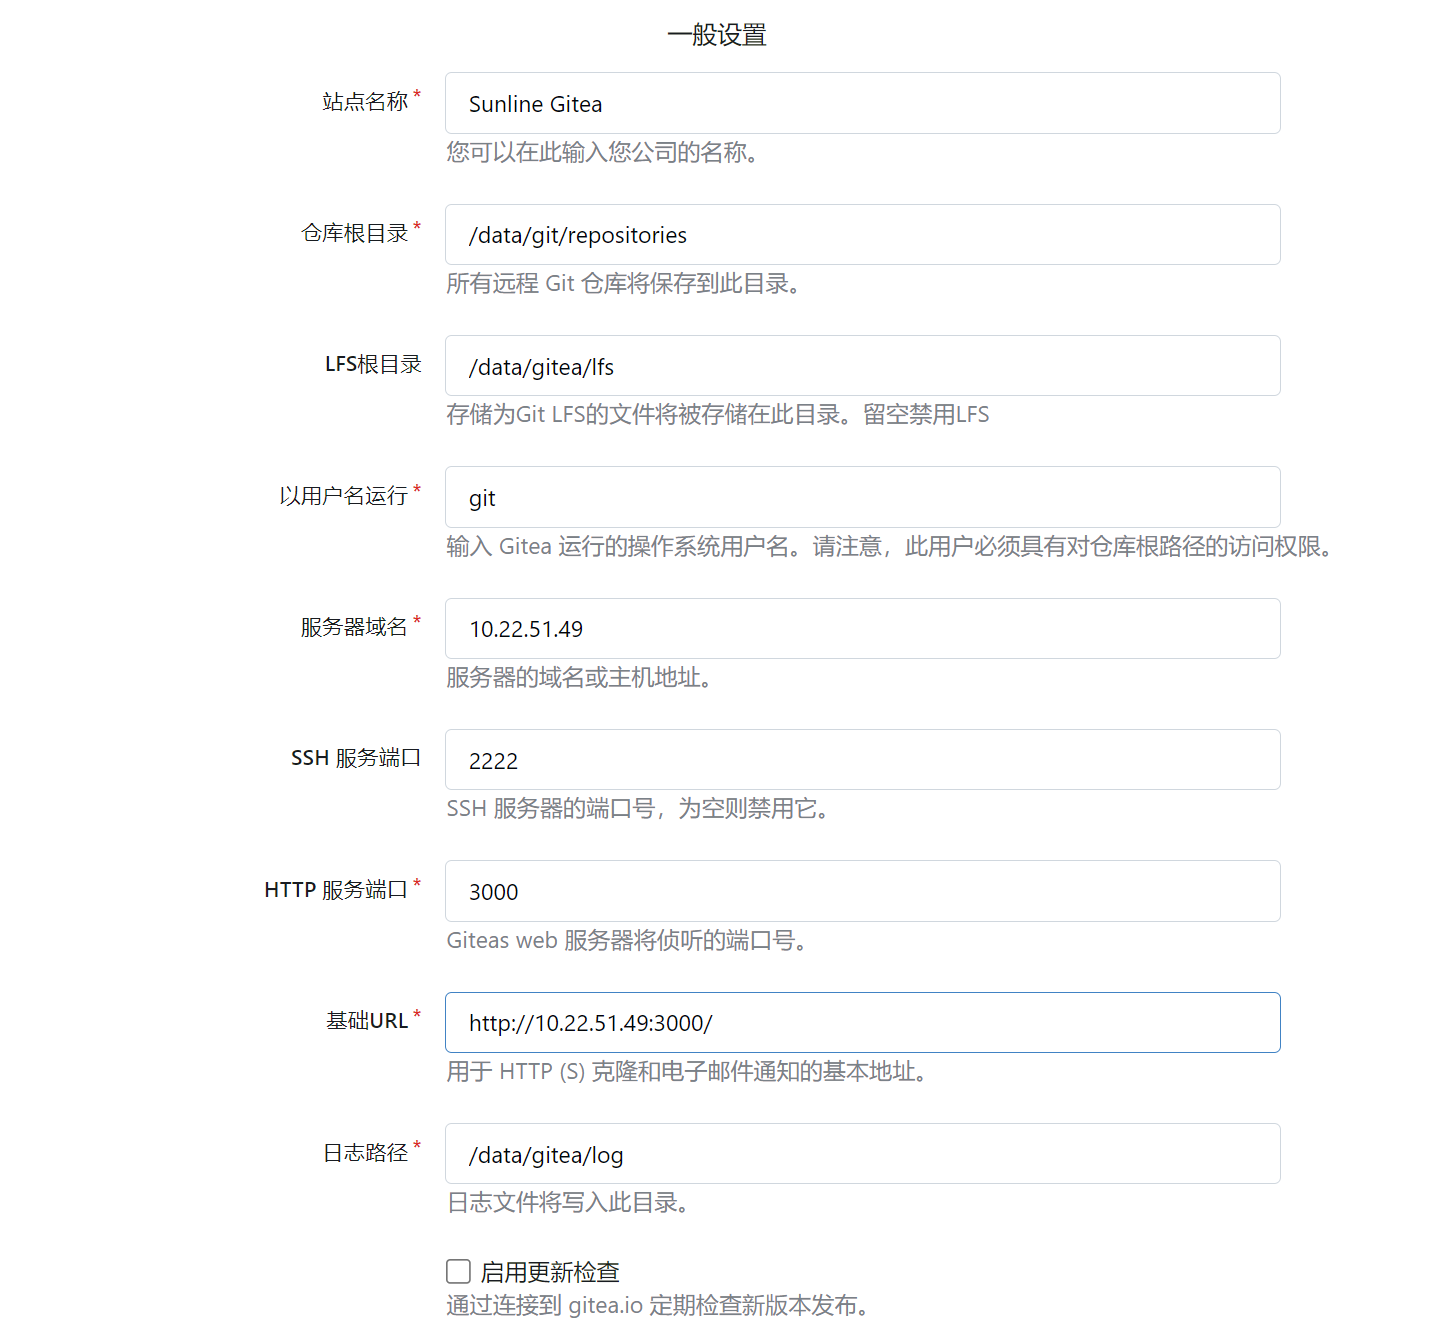 一般设置
站点名称 *
Sunline Gitea
您可以在此输入您公司的名称。
仓库根目录 *
/data/git/repositories
所有远程 Git 仓库将保存到此目录。
LFS根目录
/data/gitea/lfs
存储为Git LFS的文件将被存储在此目录。留空禁用LFS
以用户名运行 *
git
输入 Gitea 运行的操作系统用户名。请注意，此用户必须具有对仓库根路径的访问权限。
服务器域名 *
10.22.51.49
服务器的域名或主机地址。
SSH 服务端口
2222
SSH 服务器的端口号，为空则禁用它。
HTTP 服务端口 *
3000
Giteas web 服务器将侦听的端口号。
基础URL *
http://10.22.51.49:3000/
用于 HTTP (S) 克隆和电子邮件通知的基本地址。
日志路径 *
/data/gitea/log
日志文件将写入此目录。
启用更新检查
通过连接到 gitea.io 定期检查新版本发布。